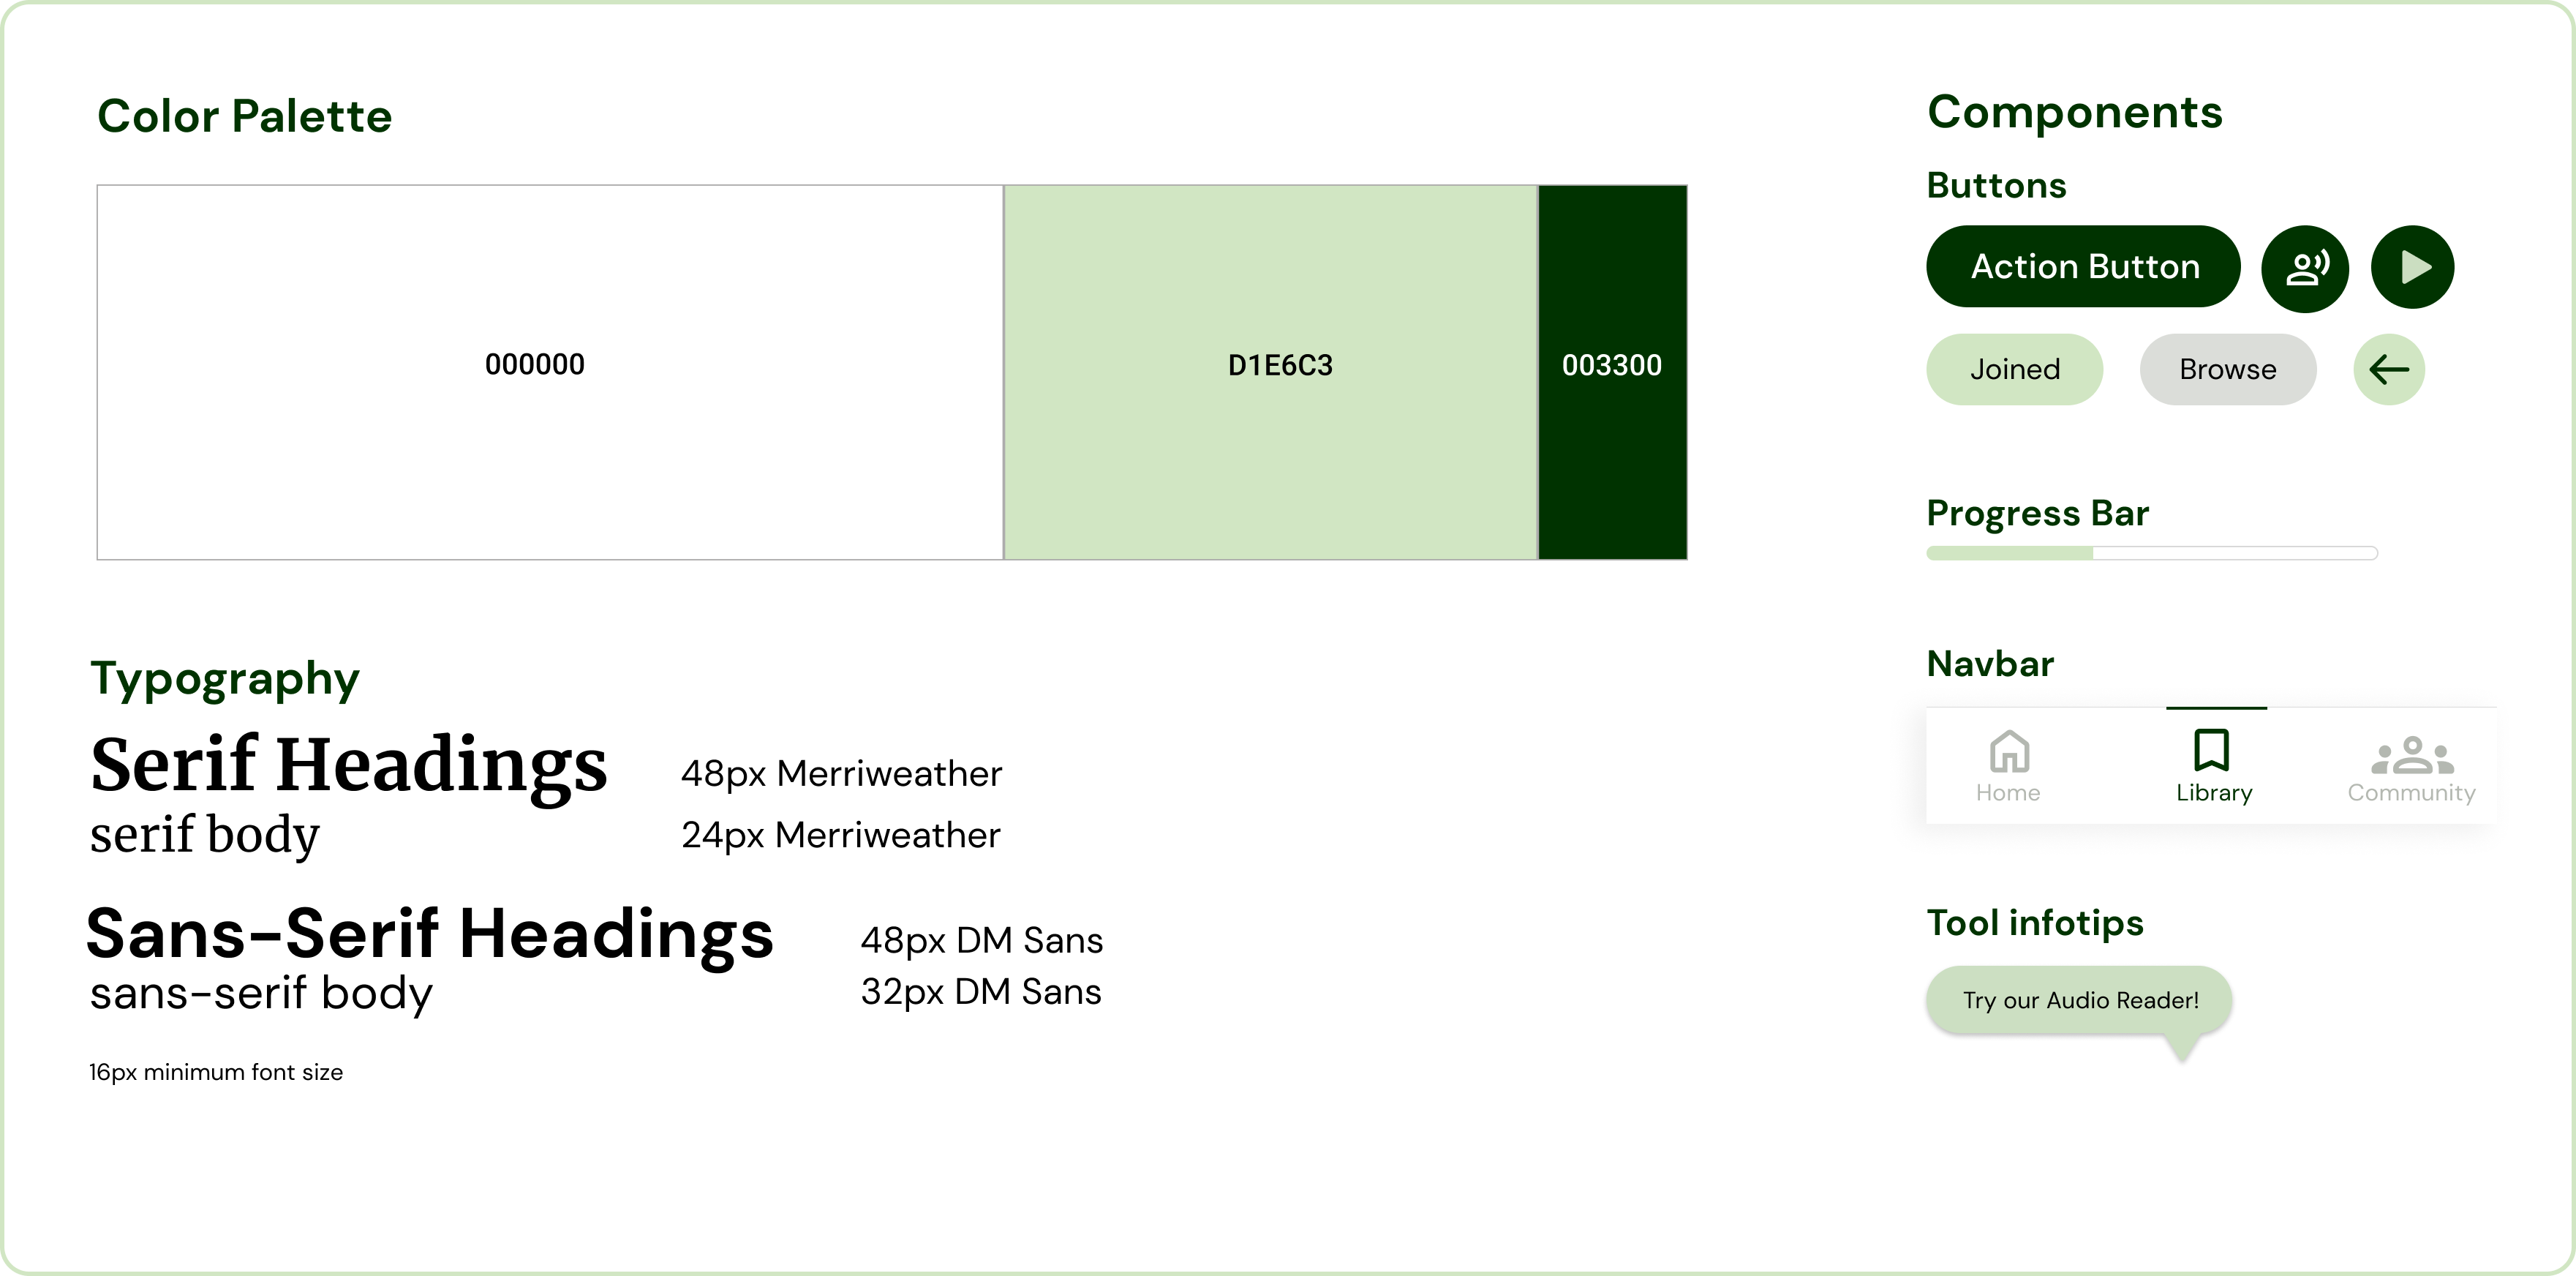 Color Palette
000000
D1E6C3
003300
Typography
Serif Headings
48px Merriweather
serif body
24px Merriweather
Sans-Serif Headings
48px DM Sans
sans-serif body
32px DM Sans
16px minimum font size
Components
Buttons
Action Button
Joined
Browse
Progress Bar
Navbar
Home
Library
Community
Tool infotips
Try our Audio Reader!